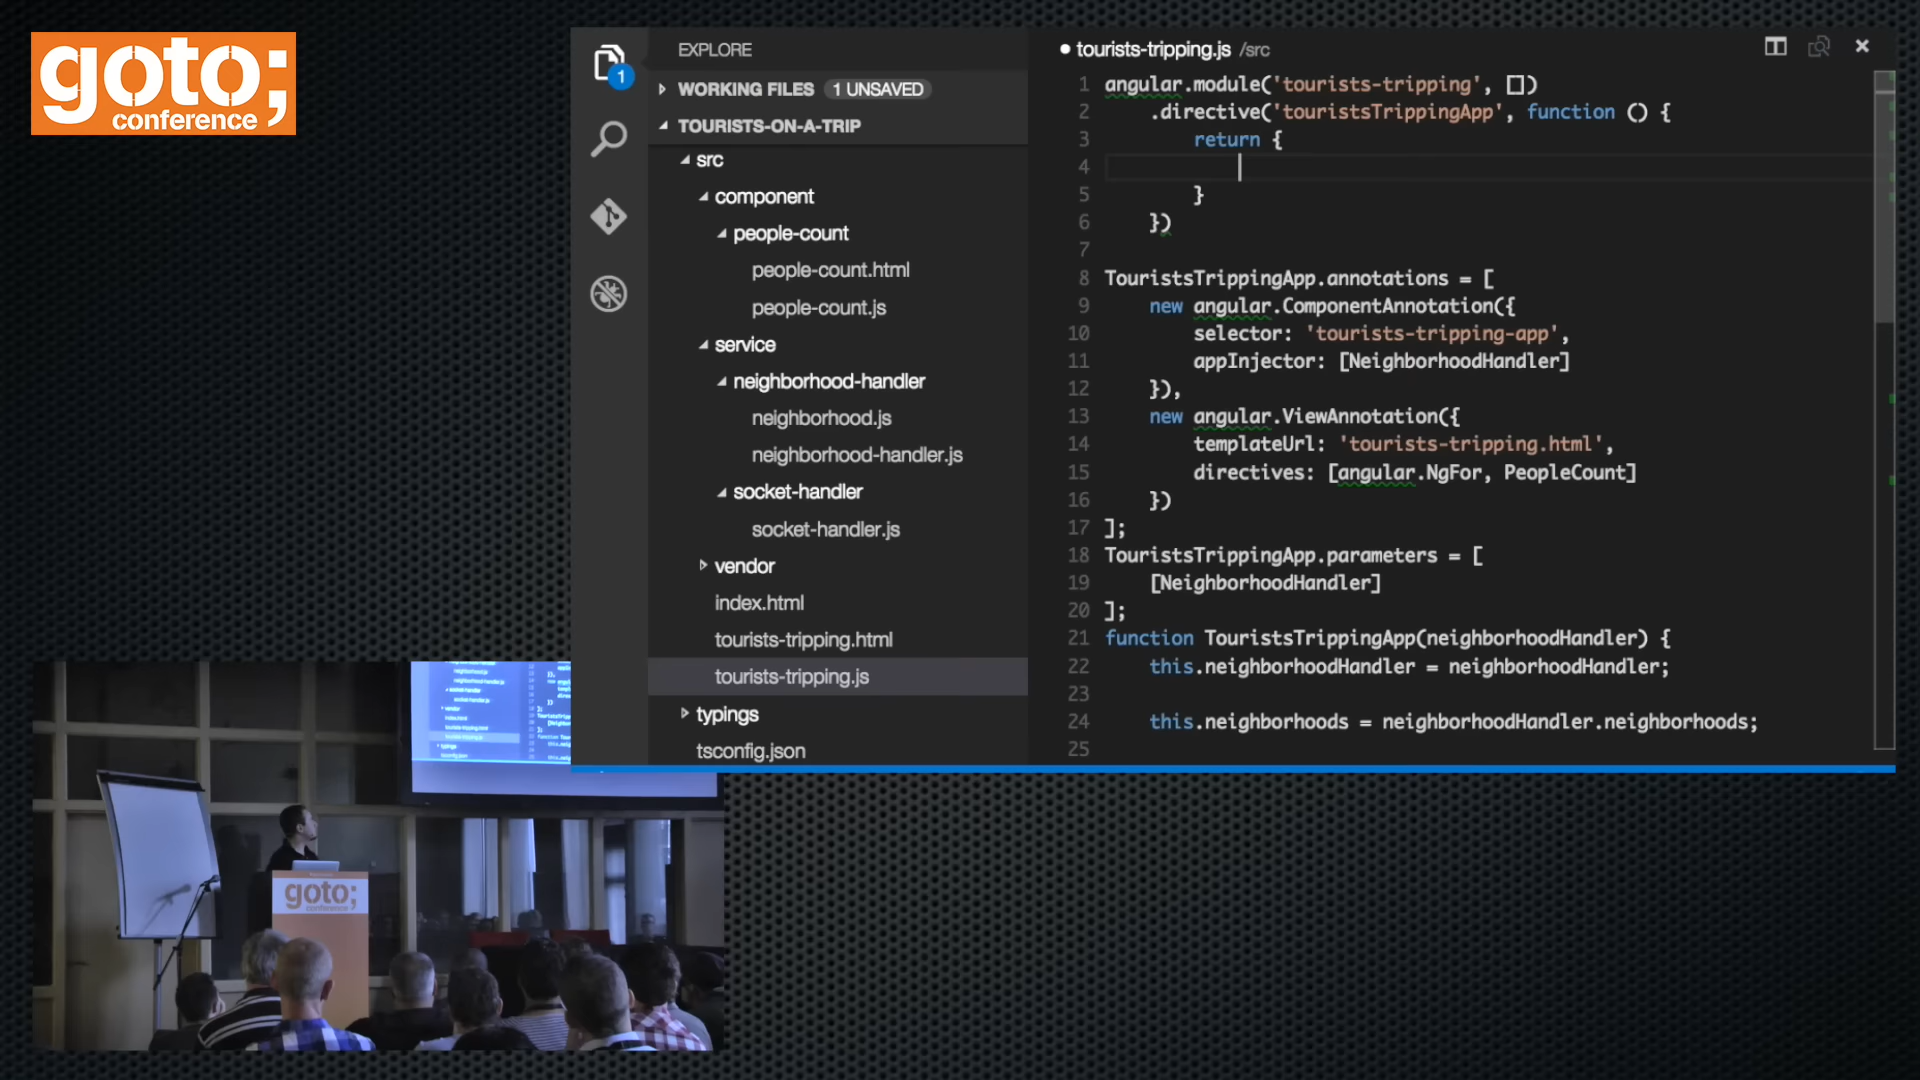 goto;
conference
EXPLORE
WORKING FILES 1 UNSAVED
TOURISTS-ON-A-TRIP
src
component
people-count
people-count.html
people-count.js
service
neighborhood-handler
neighborhood.js
neighborhood-handler.js
socket-handler
socket-handler.js
vendor
index.html
tourists-tripping.html
tourists-tripping.js
typings
tsconfig.json
1
tourists-tripping.js /src
1 angular.module('tourists-tripping', [])
2 .directive('touristsTrippingApp', function () {
3 return {
4
5 }
6 })
7
8 TouristsTrippingApp.annotations = [
9 new angular.ComponentAnnotation({
10 selector: 'tourists-tripping-app',
11 appInjector: [NeighborhoodHandler]
12 }),
13 new angular.ViewAnnotation({
14 templateUrl: 'tourists-tripping.html',
15 directives: [angular.NgFor, PeopleCount]
16 })
17 ];
18 TouristsTrippingApp.parameters = [
19 [NeighborhoodHandler]
20 ];
21 function TouristsTrippingApp(neighborhoodHandler) {
22 this.neighborhoodHandler = neighborhoodHandler;
23
24 this.neighborhoods = neighborhoodHandler.neighborhoods;
25
goto;
conference